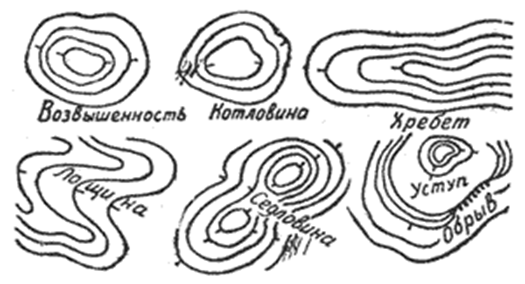 Возвышенность
Котловина
Хребет
Лощина
Седловина
Уступ
Обрыв